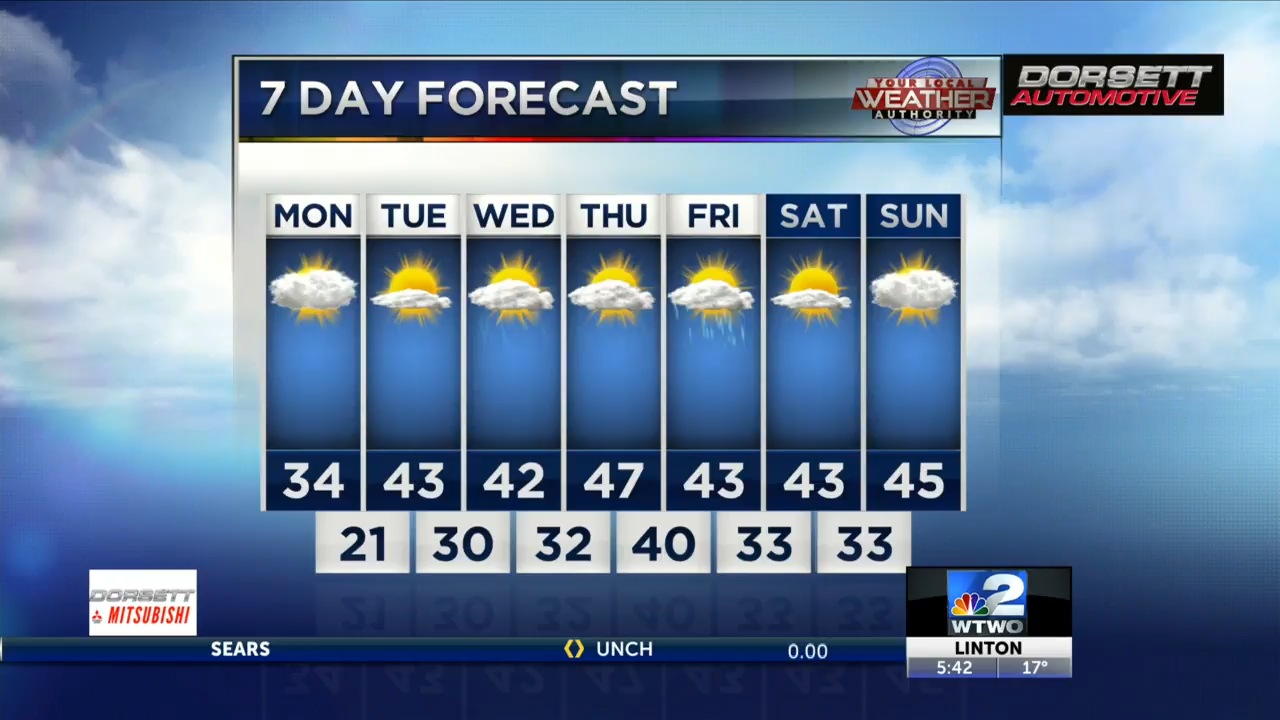 7 DAY FORECAST
YOUR LOCAL
WEATHER
AUTHORITY
DORSETT
AUTOMOTIVE
MON TUE WED THU FRI SAT SUN
34 43 42 47 43 43 45
21 30 32 40 33 33
DORSETT
MITSUBISHI
2
WTWO
LINTON
5:42 17°
SEARS UNCH 0.00